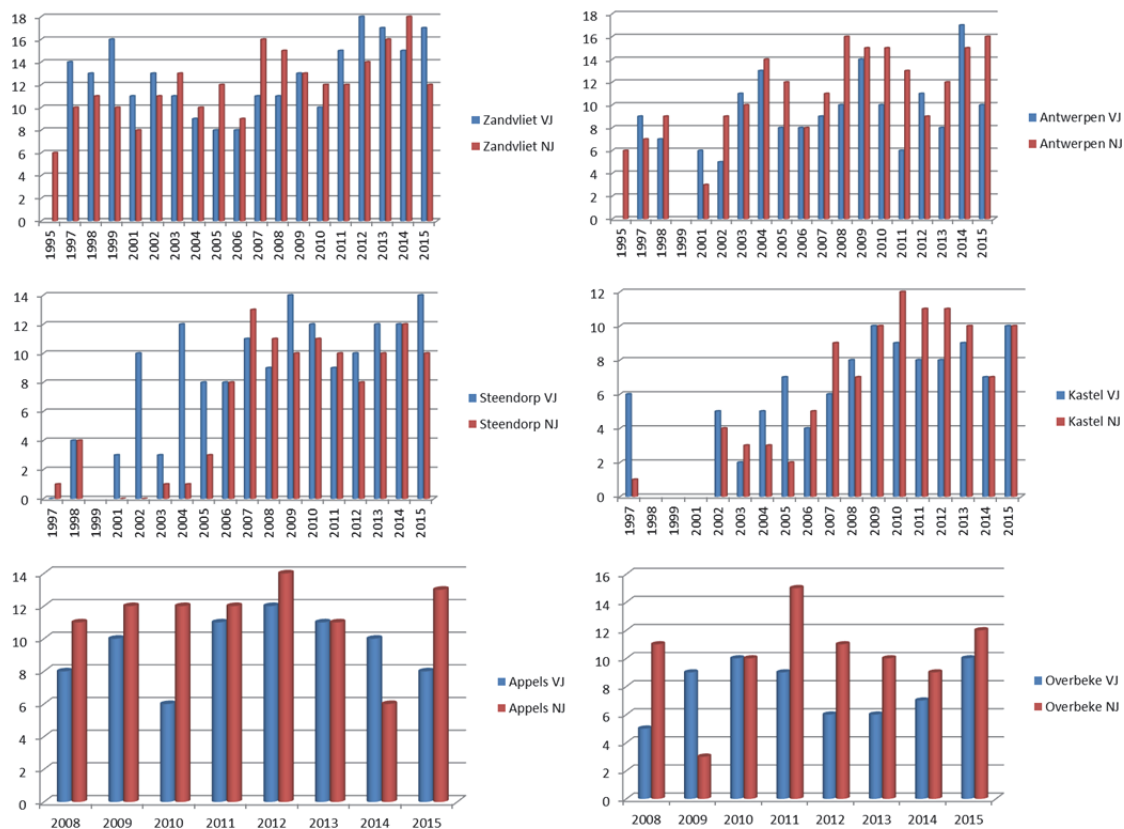 18
16
14
12
10
8
6
4
2
0
1995 1997 1998 1999 2001 2002 2003 2004 2005 2006 2007 2008 2009 2010 2011 2012 2013 2014 2015
Zandvliet VJ
Zandvliet NJ
18
16
14
12
10
8
6
4
2
0
1995 1997 1998 1999 2001 2002 2003 2004 2005 2006 2007 2008 2009 2010 2011 2012 2013 2014 2015
Antwerpen VJ
Antwerpen NJ
14
12
10
8
6
4
2
0
1997 1998 1999 2001 2002 2003 2004 2005 2006 2007 2008 2009 2010 2011 2012 2013 2014 2015
Steendorp VJ
Steendorp NJ
12
10
8
6
4
2
0
1997 1998 1999 2001 2002 2003 2004 2005 2006 2007 2008 2009 2010 2011 2012 2013 2014 2015
Kastel VJ
Kastel NJ
14
12
10
8
6
4
2
0
2008 2009 2010 2011 2012 2013 2014 2015
Appels VJ
Appels NJ
16
14
12
10
8
6
4
2
0
2008 2009 2010 2011 2012 2013 2014 2015
Overbeke VJ
Overbeke NJ